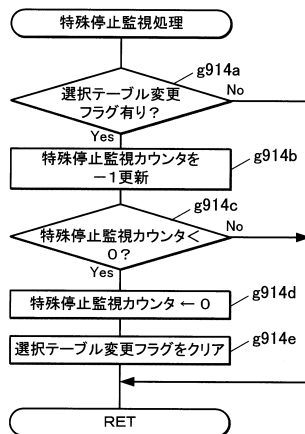 特殊停止監視処理
g914a
選択テーブル変更
フラグ有り？
No
Yes
g914b
特殊停止監視カウンタを
－1更新
g914c
特殊停止監視カウンタ＜
0？
No
Yes
特殊停止監視カウンタ ← 0
g914d
選択テーブル変更フラグをクリア
g914e
RET